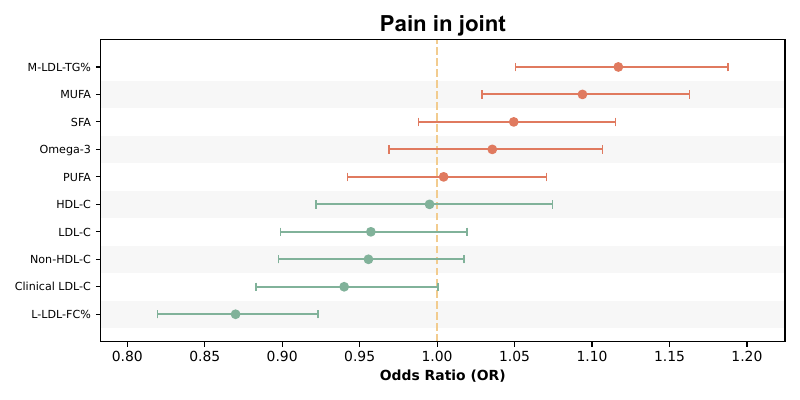 Pain in joint
M-LDL-TG%
MUFA
SFA
Omega-3
PUFA
HDL-C
LDL-C
Non-HDL-C
Clinical LDL-C
L-LDL-FC%
0.80 0.85 0.90 0.95 1.00 1.05 1.10 1.15 1.20
Odds Ratio (OR)